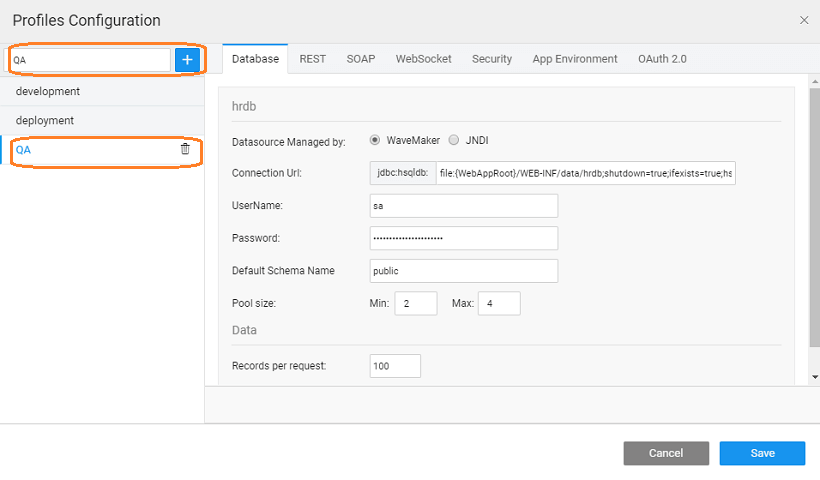 Profiles Configuration
QA
development
deployment
QA
Database REST SOAP WebSocket Security App Environment OAuth 2.0
hrdb
Datasource Managed by: WaveMaker JNDI
Connection Url: jdbc:hsqldb: file:{WebAppRoot}/WEB-INF/data/hrdb;shutdown=true;ifexists=true;hs
UserName: sa
Password: ••••••••••••••••••••••
Default Schema Name public
Pool size: Min: 2 Max: 4
Data
Records per request: 100
Cancel Save